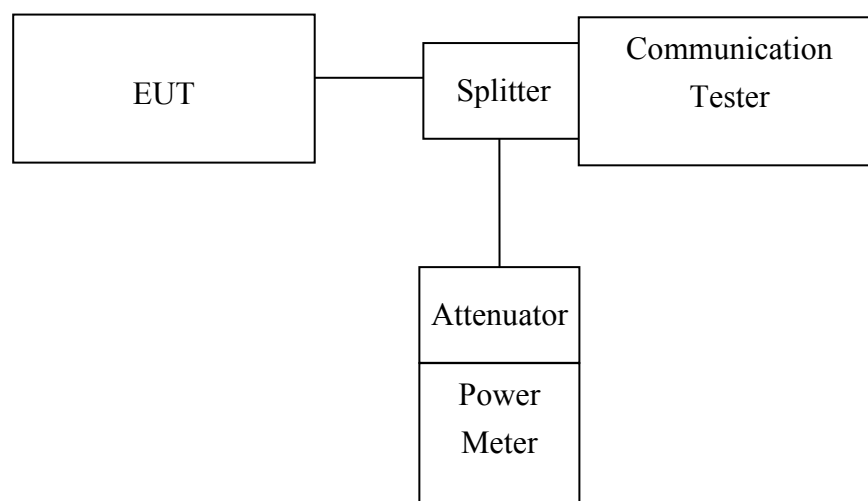 EUT
Splitter
Communication
Tester
Attenuator
Power
Meter